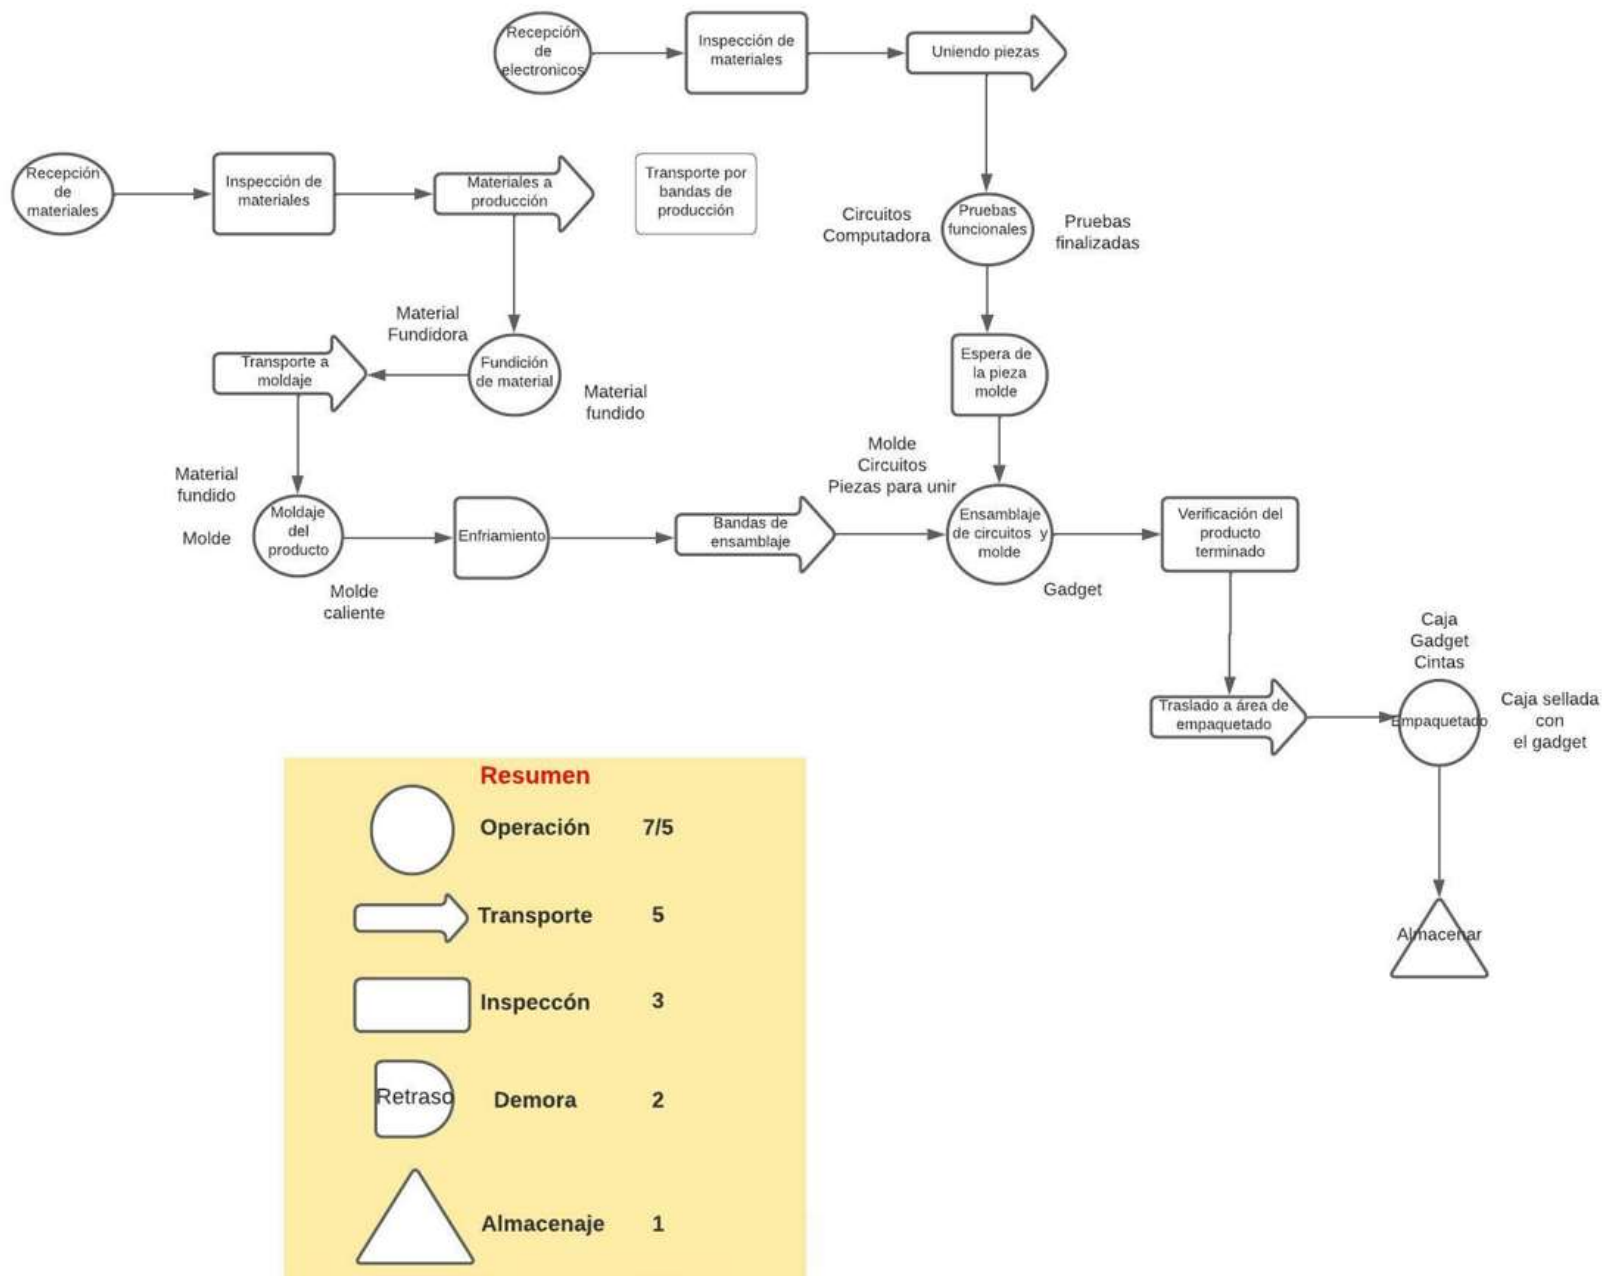 Recepción
de
electronicos
Inspección de
materiales
Uniendo piezas
Recepción
de
materiales
Inspección de
materiales
Materiales a
producción
Transporte por
bandas de
producción
Circuitos
Computadora
Pruebas
funcionales
Pruebas
finalizadas
Material
Fundidora
Transporte a
moldaje
Fundición
de material
Material
fundido
Espera de
la pieza
molde
Material
fundido
Molde
Moldaje
del
producto
Molde
caliente
Enfriamiento
Bandas de
ensamblaje
Molde
Circuitos
Piezas para unir
Ensamblaje
de circuitos y
molde
Gadget
Verificación del
producto
terminado
Traslado a área de
empaquetado
Caja
Gadget
Cintas
Empaquetado
Caja sellada
con
el gadget
Almacenar
Resumen
Operación 7/5
Transporte 5
Inspeccón 3
Retraso Demora 2
Almacenaje 1